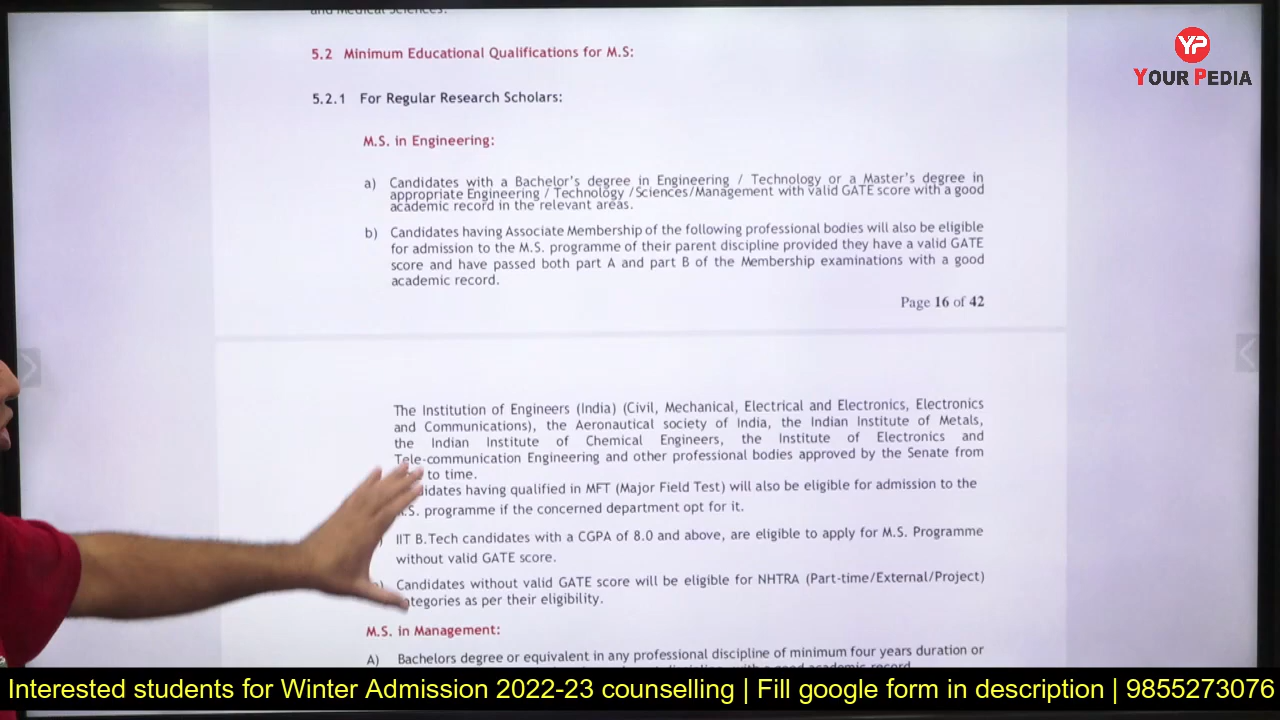 and Medical Sciences.
5.2 Minimum Educational Qualifications for M.S:
YP
YOUR PEDIA
5.2.1 For Regular Research Scholars:
M.S. in Engineering:
a) Candidates with a Bachelor's degree in Engineering / Technology or a Master's degree in
appropriate Engineering / Technology /Sciences/Management with valid GATE score with a good
academic record in the relevant areas.
b) Candidates having Associate Membership of the following professional bodies will also be eligible
for admission to the M.S. programme of their parent discipline provided they have a valid GATE
score and have passed both part A and part B of the Membership examinations with a good
academic record.
Page 16 of 42
The Institution of Engineers (India) (Civil, Mechanical, Electrical and Electronics, Electronics
and Communications), the Aeronautical society of India, the Indian Institute of Metals,
the Indian Institute of Chemical Engineers, the Institute of Electronics and
Tele-communication Engineering and other professional bodies approved by the Senate from
to time.
having qualified in MFT (Major Field Test) will also be eligible for admission to the
programme if the concerned department opt for it.
IIT B.Tech candidates with a CGPA of 8.0 and above, are eligible to apply for M.S. Programme
without valid GATE score.
Candidates without valid GATE score will be eligible for NHTRA (Part-time/External/Project)
categories as per their eligibility.
M.S. in Management:
A) Bachelors degree or equivalent in any professional discipline of minimum four years duration or
with a good academic record
Interested students for Winter Admission 2022-23 counselling | Fill google form in description | 9855273076